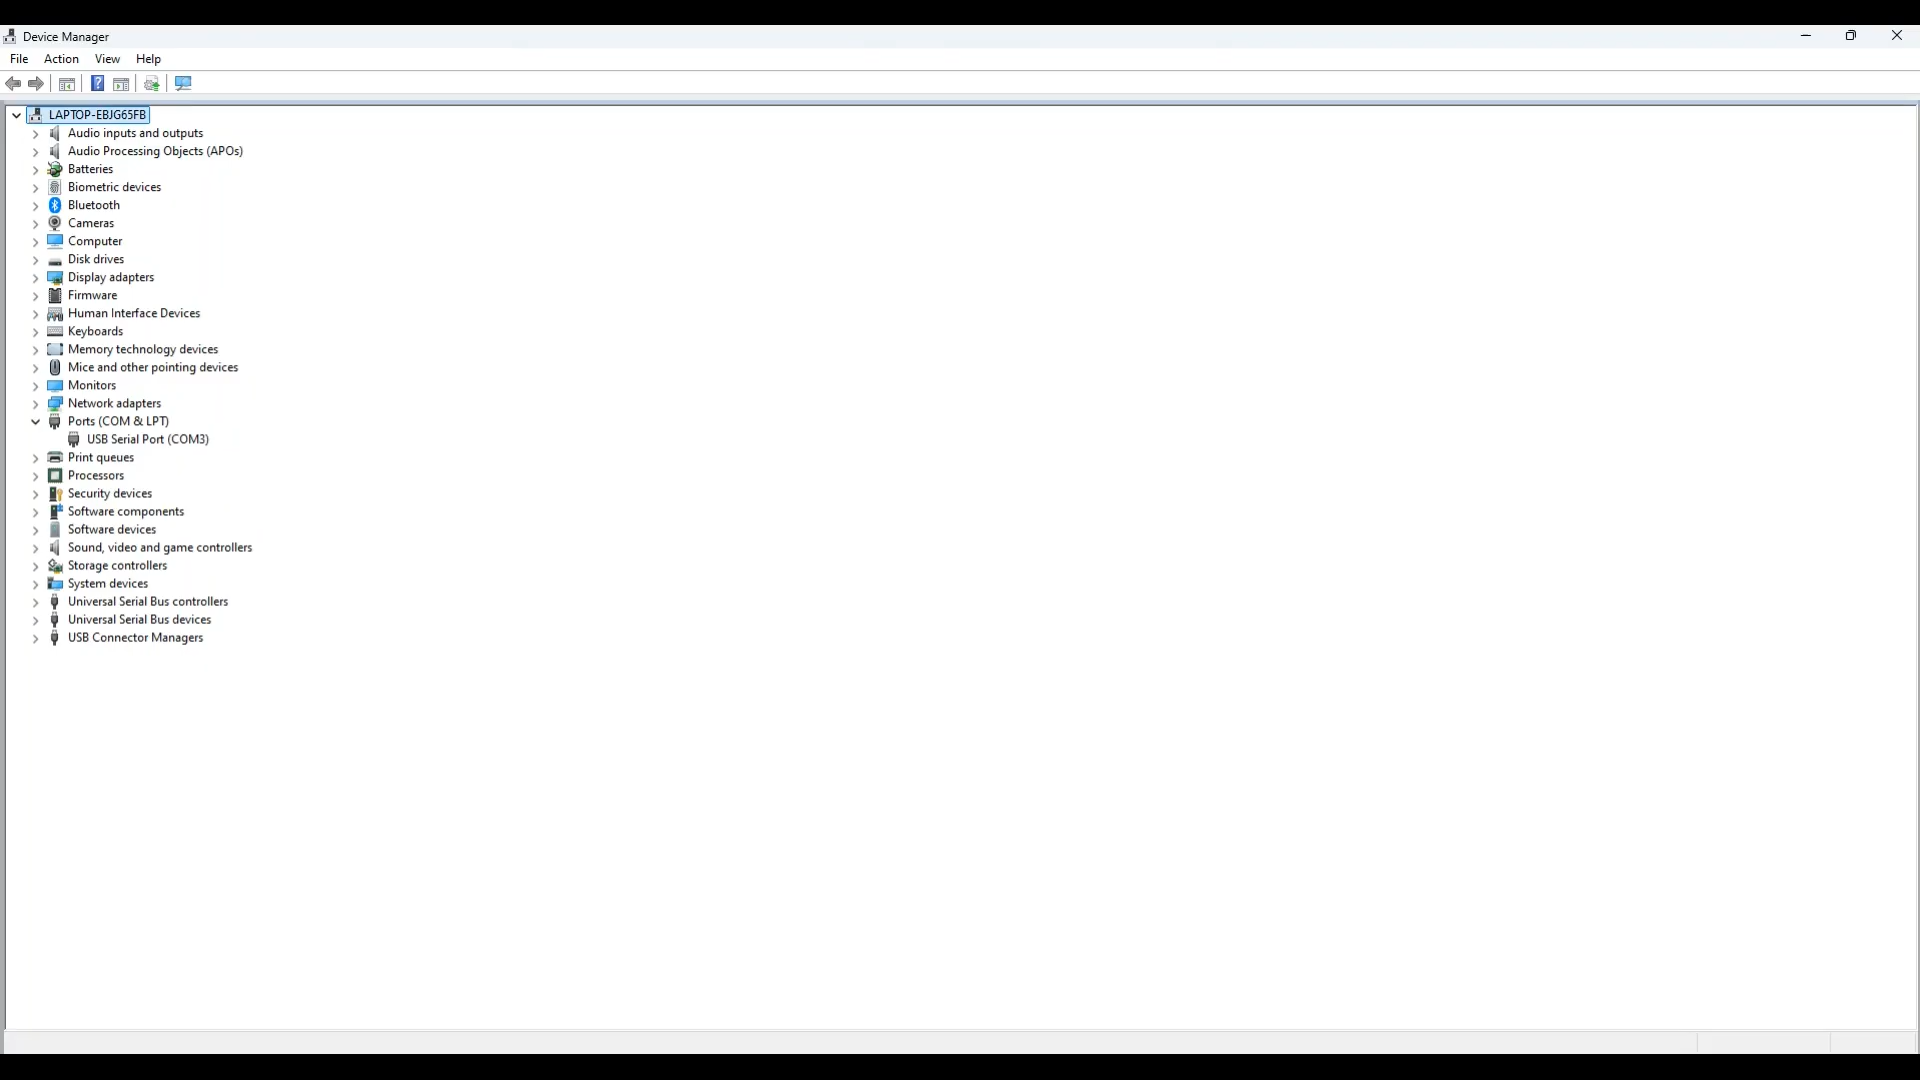 Device Manager
File Action View Help
LAPTOP-EBJG65FB
Audio inputs and outputs
Audio Processing Objects (APOs)
Batteries
Biometric devices
Bluetooth
Cameras
Computer
Disk drives
Display adapters
Firmware
Human Interface Devices
Keyboards
Memory technology devices
Mice and other pointing devices
Monitors
Network adapters
Ports (COM & LPT)
USB Serial Port (COM3)
Print queues
Processors
Security devices
Software components
Software devices
Sound, video and game controllers
Storage controllers
System devices
Universal Serial Bus controllers
Universal Serial Bus devices
USB Connector Managers